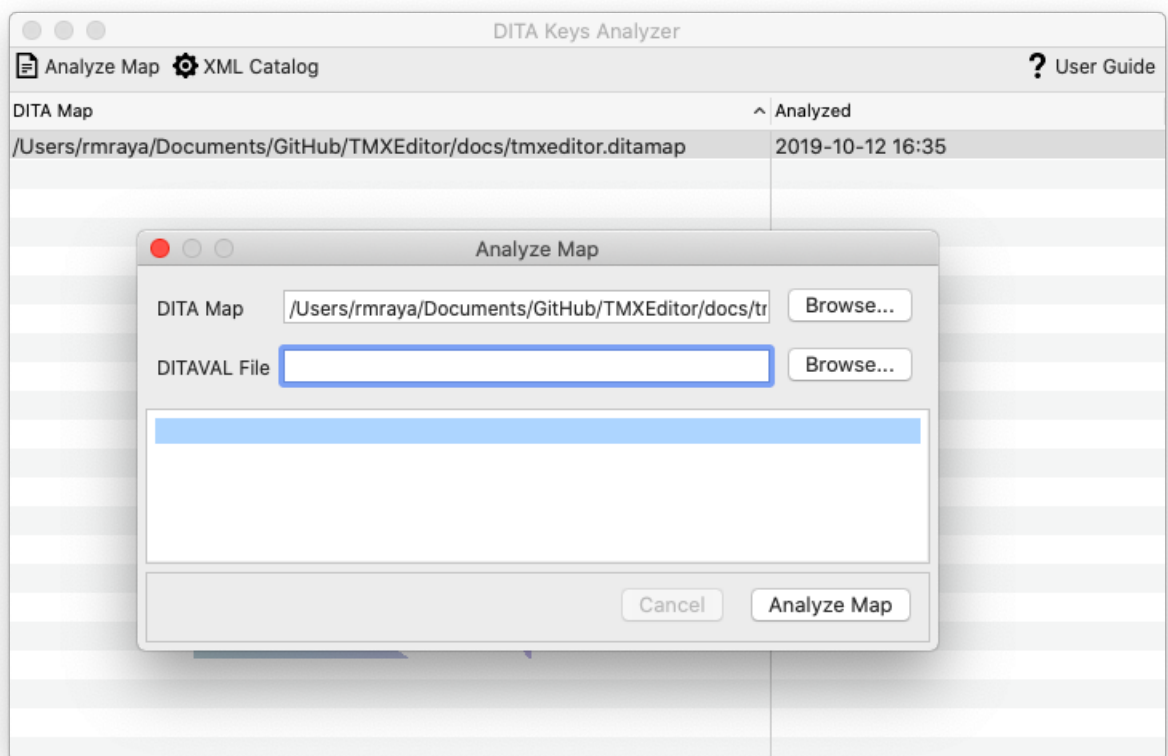 DITA Keys Analyzer
Analyze Map XML Catalog ? User Guide
DITA Map Analyzed
/Users/rmraya/Documents/GitHub/TMXEditor/docs/tmxeditor.ditamap 2019-10-12 16:35
Analyze Map
DITA Map /Users/rmraya/Documents/GitHub/TMXEditor/docs/ Browse...
DITAVAL File Browse...
Cancel Analyze Map